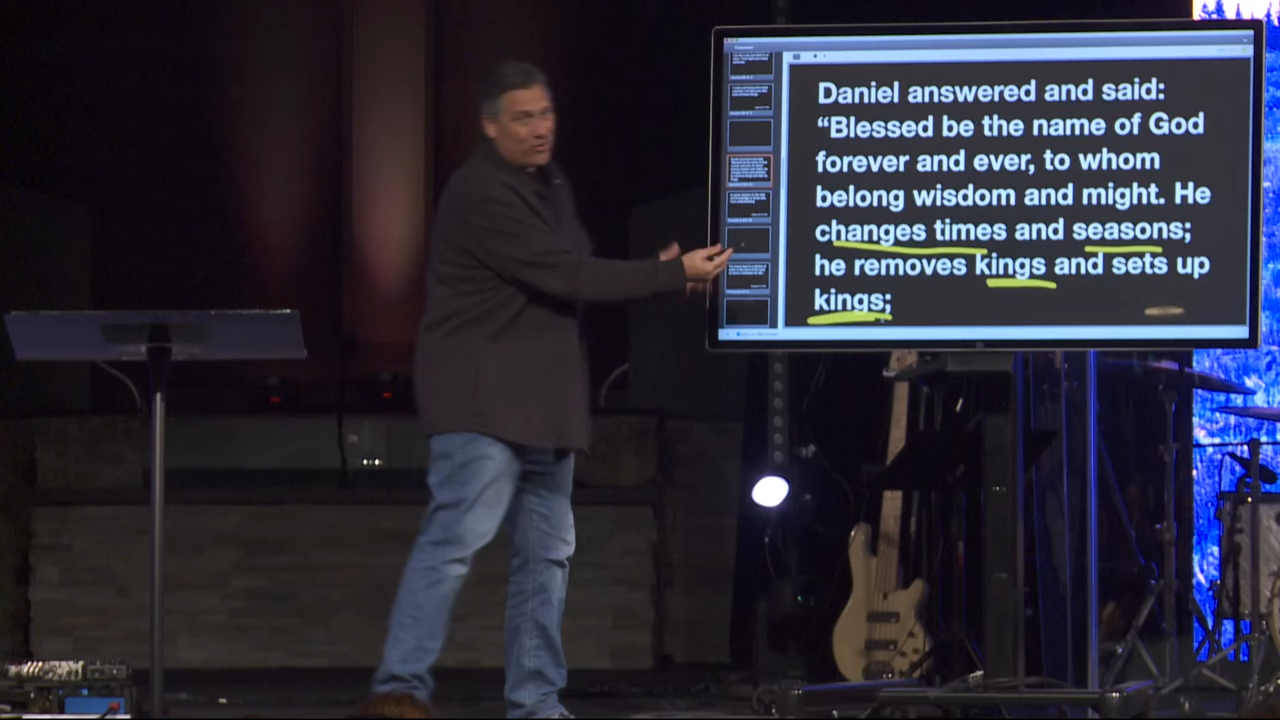 Daniel answered and said:
“Blessed be the name of God
forever and ever, to whom
belong wisdom and might. He
changes times and seasons;
he removes kings and sets up
kings;